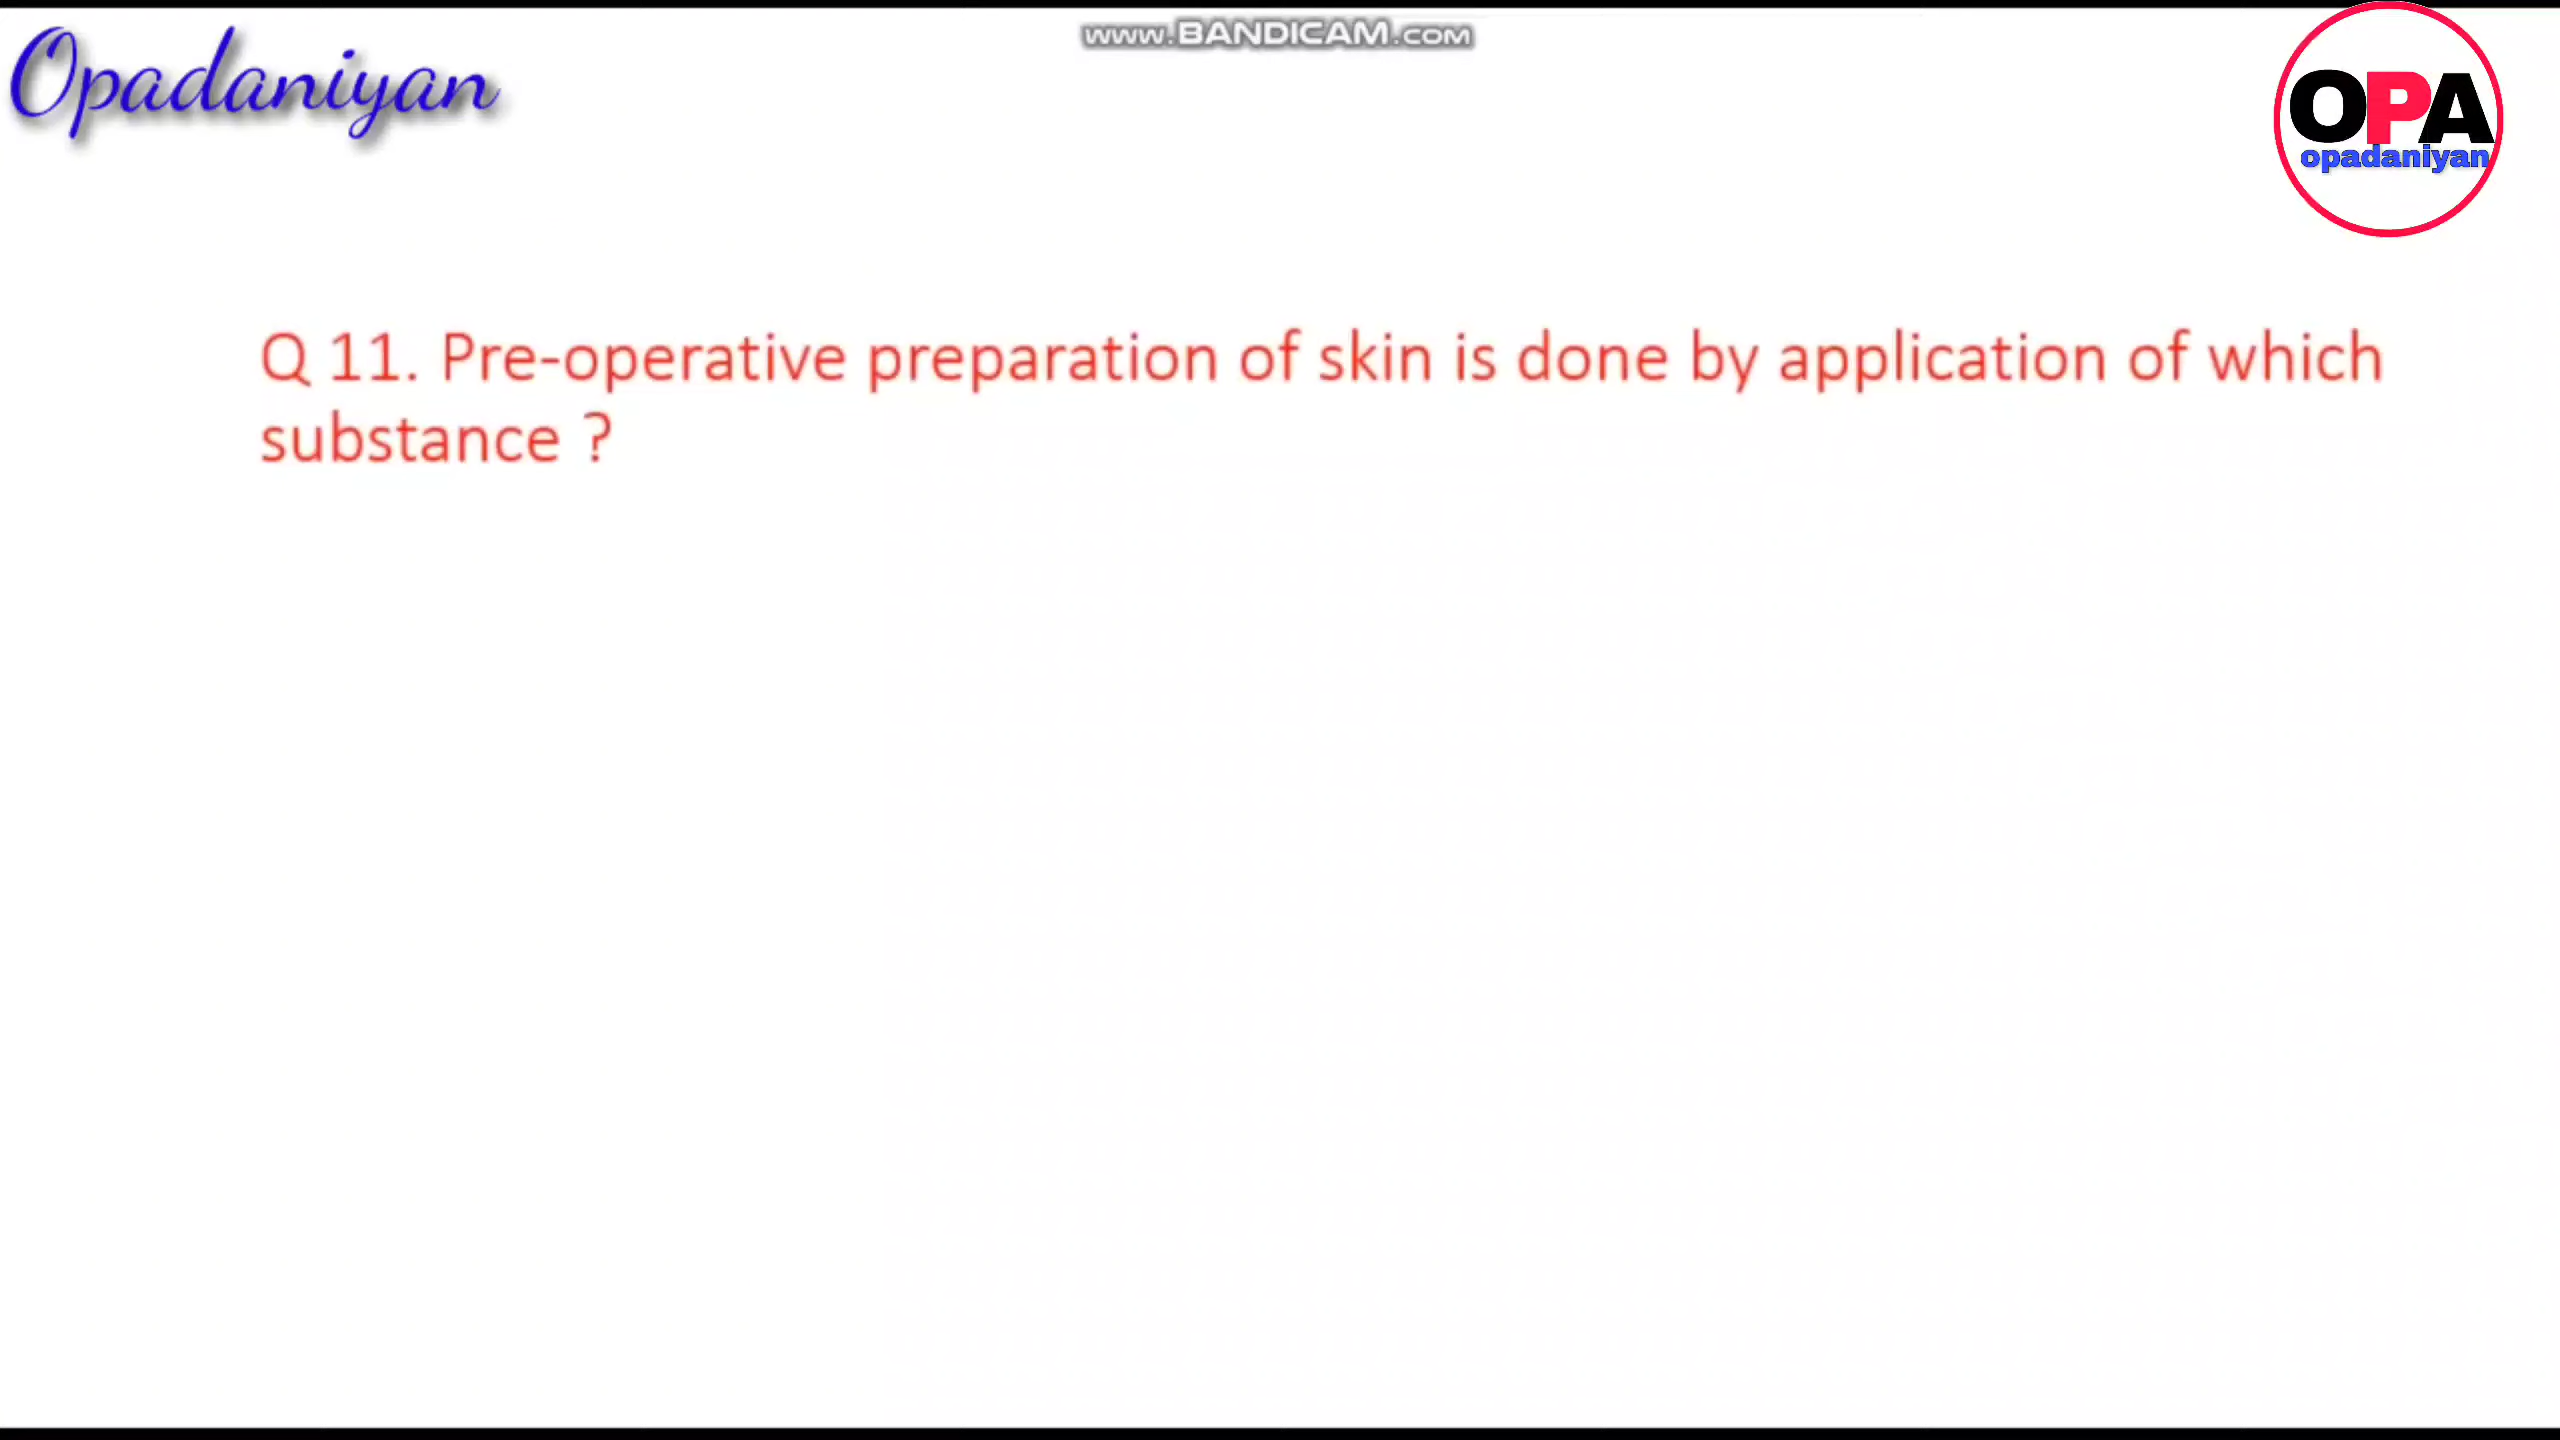 www.BANDICAM.com
Opadaniyan
OPA
opadaniyan
Q 11. Pre-operative preparation of skin is done by application of which
substance ?